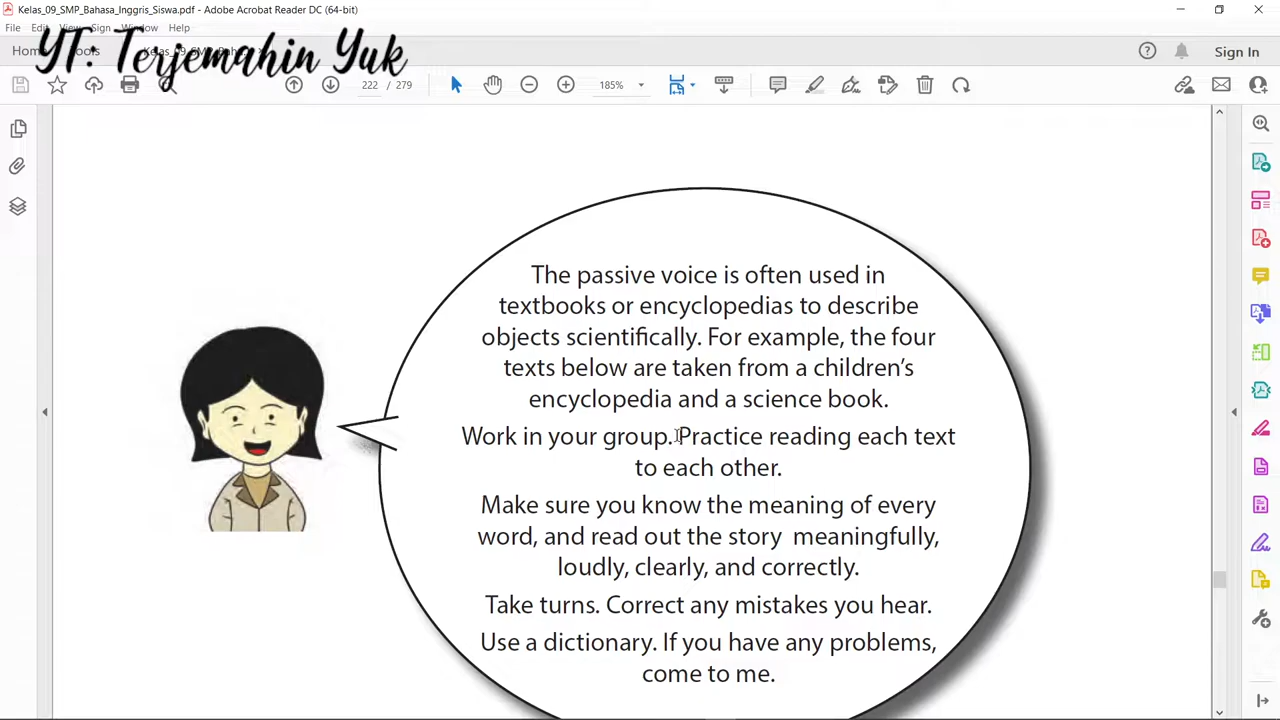 Kelas_09_SMP_Bahasa_Inggris_Siswa.pdf - Adobe Acrobat Reader DC (64-bit)
File Edit View Sign Window Help
YT: Terjemahin Yuk
Sign In
222 / 279
185%
The passive voice is often used in
textbooks or encyclopedias to describe
objects scientifically. For example, the four
texts below are taken from a children's
encyclopedia and a science book.
Work in your group. Practice reading each text
to each other.
Make sure you know the meaning of every
word, and read out the story meaningfully,
loudly, clearly, and correctly.
Take turns. Correct any mistakes you hear.
Use a dictionary. If you have any problems,
come to me.